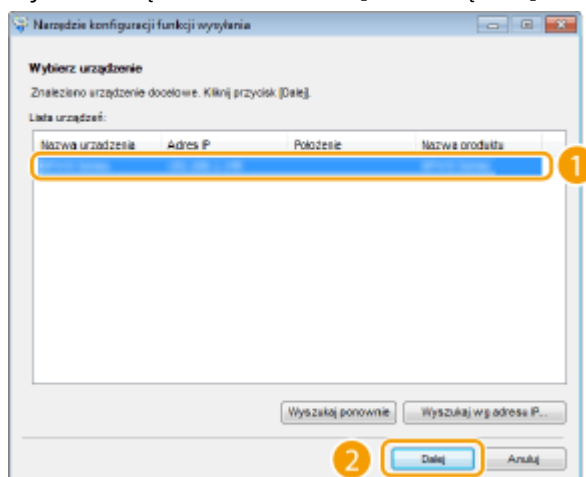 Narzędzie konfiguracji funkcji wysyłania
Wybierz urządzenie
Znaleziono urządzenie docelowe. Kliknij przycisk [Dalej].
Lista urządzeń:
Nazwa urządzenia Adres IP Położenie Nazwa produktu
1
Wyszukaj ponownie Wyszukaj wg adresu IP...
2 Dalej Anuluj